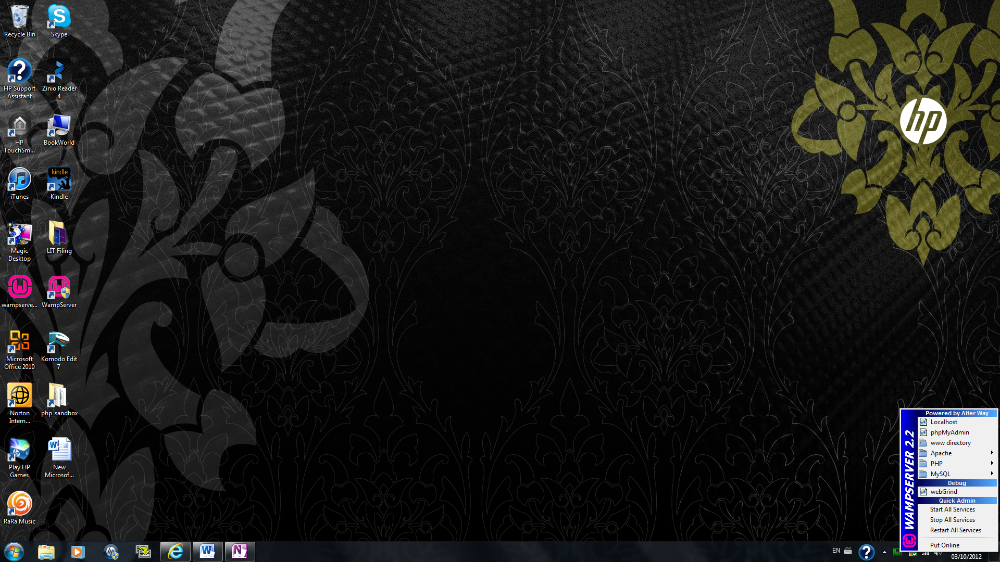 Recycle Bin
Skype
HP Support
Assistant
Zinio Reader
4
HP
TouchSm...
BookWorld
iTunes
kindle
Kindle
Magic
Desktop
LIT Filing
wampserve...
WampServer
Microsoft
Office 2010
Komodo Edit
7
Norton
Intern...
php_sandbox
Play HP
Games
New
Microsof...
RaRa Music
hp
WAMPSERVER 2.2
Powered by Alter Way
Localhost
phpMyAdmin
www directory
Apache
PHP
MySQL
Debug
webGrind
Quick Admin
Start All Services
Stop All Services
Restart All Services
Put Online
EN
03/10/2012